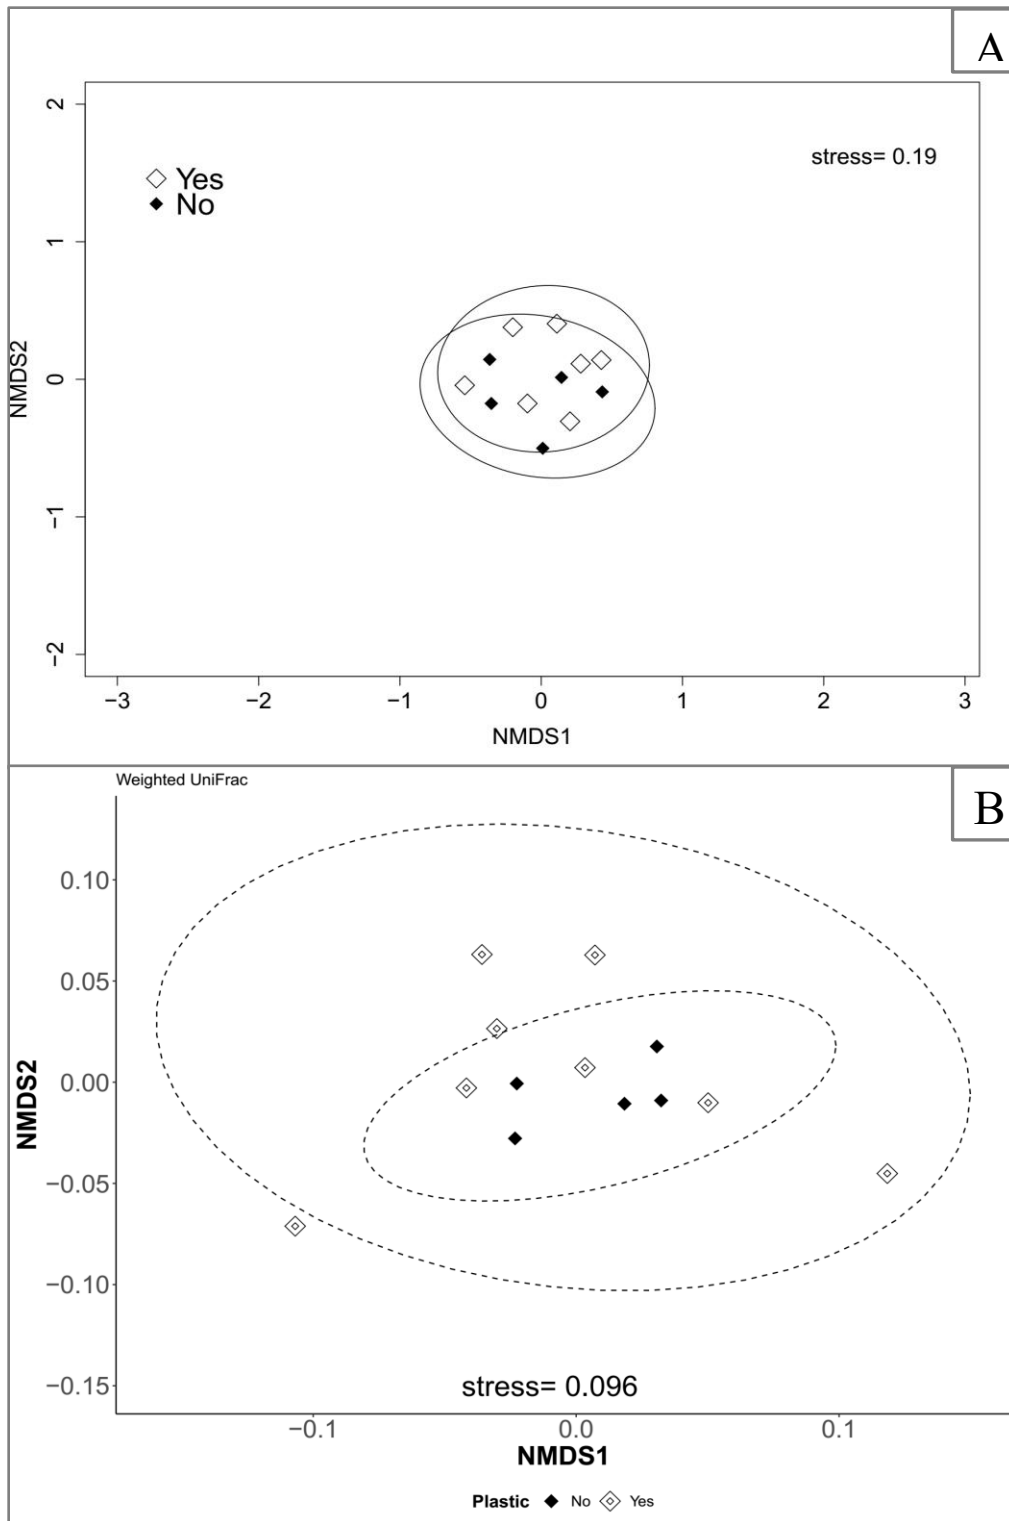 A
stress= 0.19
Yes
No
2
1
0
−1
−2
NMDS2
−3 −2 −1 0 1 2 3
NMDS1
Weighted UniFrac
B
0.10
0.05
0.00
−0.05
−0.10
−0.15
NMDS2
stress= 0.096
−0.1 0.0 0.1
NMDS1
Plastic No Yes